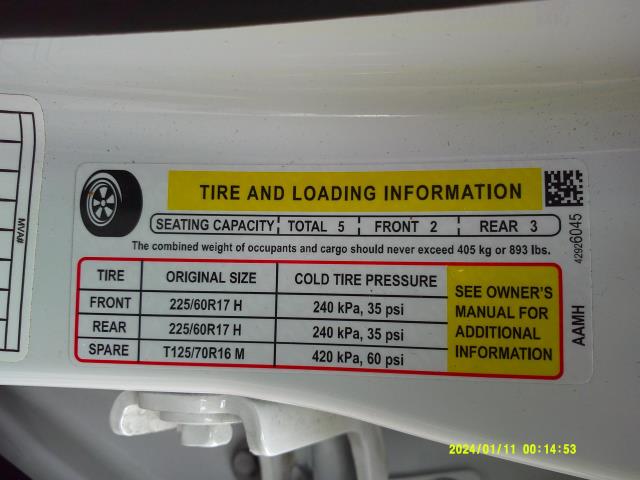 TIRE AND LOADING INFORMATION
SEATING CAPACITY TOTAL 5 FRONT 2 REAR 3
The combined weight of occupants and cargo should never exceed 405 kg or 893 lbs.
TIRE ORIGINAL SIZE COLD TIRE PRESSURE
FRONT 225/60R17 H 240 kPa, 35 psi
REAR 225/60R17 H 240 kPa, 35 psi
SPARE T125/70R16 M 420 kPa, 60 psi
SEE OWNER'S
MANUAL FOR
ADDITIONAL
INFORMATION
42926045
AAMH
MVA#
2024/01/11 00:14:53